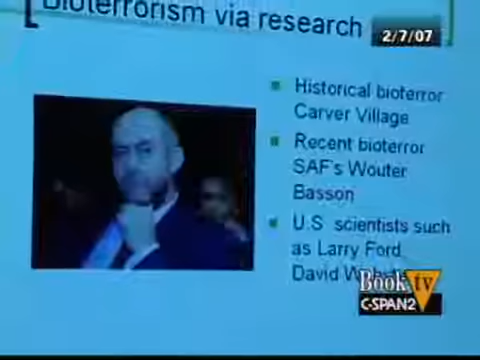 Bioterrorism via research
2/7/07
Historical bioterror
Carver Village
Recent bioterror
SAF's Wouter
Basson
U.S scientists such
as Larry Ford
David
Book tv
C-SPAN2